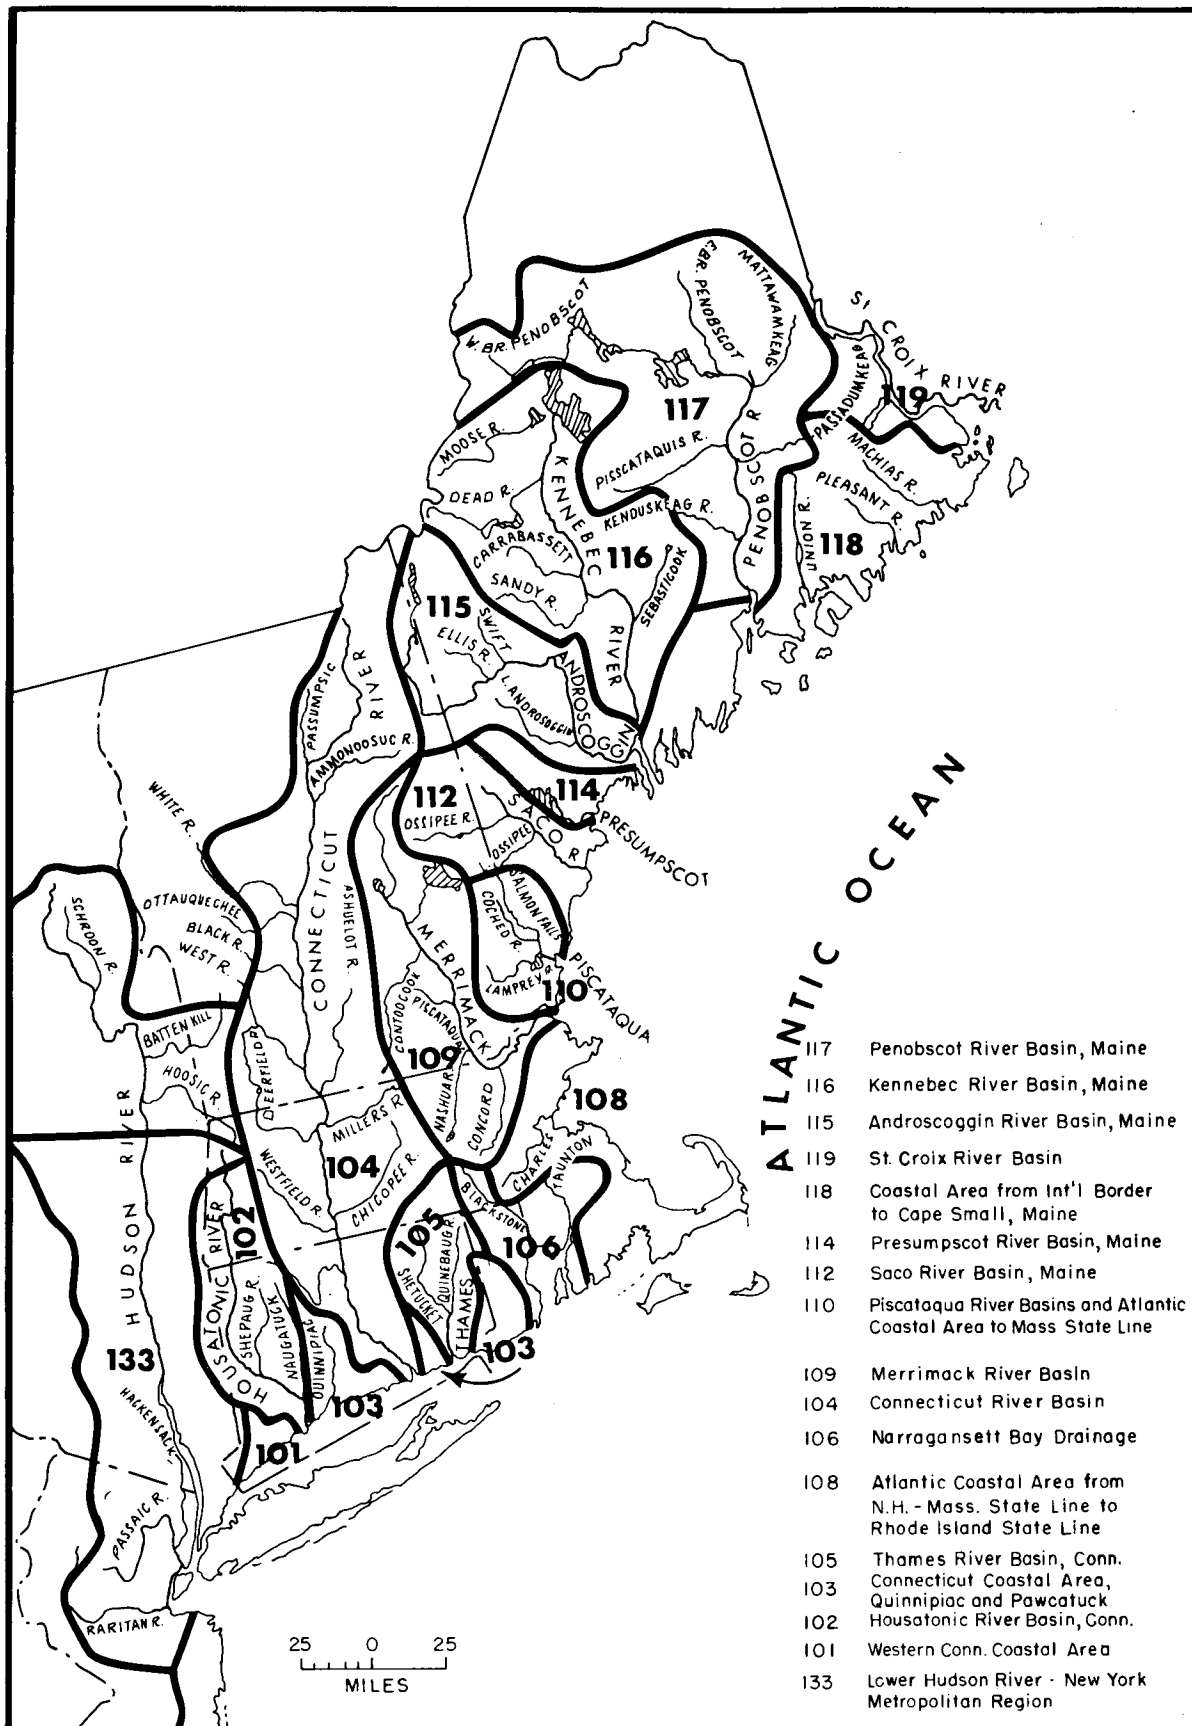 W. BR. PENOBSCOT
E. BR. PENOBSCOT
MATTAWAMKEAG
ST CROIX RIVER
119
PASSADUMKEAG
117
MOOSE R.
PISSCATAQUIS R.
PENOBSCOT R
MACHIAS R.
PLEASANT R.
KENNEBEC RIVER
DEAD R.
KENDUSKEAG R.
UNION R.
118
CARRABASSETT
116
SANDY R.
SEBASTICOOK
115
SWIFT
ELLIS R.
ANDROSCOGGIN
L. ANDROSOGGIN
PASSUMPSIC
CONNECTICUT RIVER
AMMONOOSUC R.
WHITE R.
112
OSSIPEE R.
SACO R
114
PRESUMPSCOT
OSSIPEE
ATLANTIC OCEAN
SCHROON R.
OTTAUQUECHEE
BLACK R.
WEST R.
ASHUELOT R.
MERRIMACK
COCHED R.
SALMON FALLS
LAMPREY R.
110
PISCATAQUA
CONTOOCOOK
PISCATAQUA
109
BATTEN KILL
HOOSIC R.
DEERFIELD R.
MILLERS R.
NASHUA R.
CONCORD
108
HUDSON RIVER
WESTFIELD R.
104
CHICOPEE R.
CHARLES
TAUNTON
BLACKSTONE
106
102
105
HOUSATONIC RIVER
SHEPAUG R.
NAUGATUCK
QUINNIPIAC
SHETUCKET
QUINEBAUG R.
THAMES
103
133
103
101
HACKENSACK
PASSAIC R.
RARITAN R.
25 0 25
MILES
117 Penobscot River Basin, Maine
116 Kennebec River Basin, Maine
115 Androscoggin River Basin, Maine
119 St. Croix River Basin
118 Coastal Area from Int'l Border
to Cape Small, Maine
114 Presumpscot River Basin, Maine
112 Saco River Basin, Maine
110 Piscataqua River Basins and Atlantic
Coastal Area to Mass State Line
109 Merrimack River Basin
104 Connecticut River Basin
106 Narragansett Bay Drainage
108 Atlantic Coastal Area from
N.H. - Mass. State Line to
Rhode Island State Line
105 Thames River Basin, Conn.
103 Connecticut Coastal Area,
Quinnipiac and Pawcatuck
102 Housatonic River Basin, Conn.
101 Western Conn. Coastal Area
133 Lower Hudson River - New York
Metropolitan Region